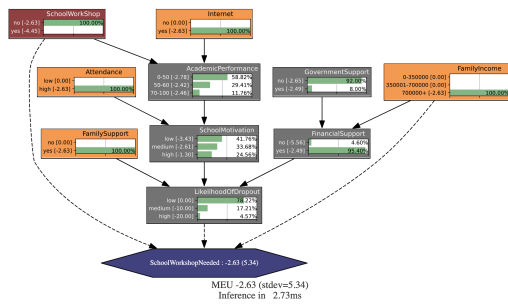 SchoolWorkShop
no [-2.63] 100.00%
yes [-4.45]
Internet
no [0.00]
yes [-2.63] 100.00%
AcademicPerformance
0-50 [-2.78] 58.82%
50-60 [-2.42] 29.41%
70-100 [-2.46] 11.76%
Attendance
low [0.00]
high [-2.63] 100.00%
GovernmentSupport
no [-2.65] 92.00%
yes [-2.49] 8.00%
FamilyIncome
0-350000 [0.00]
350001-700000 [0.00]
700000+ [-2.63] 100.00%
FamilySupport
no [0.00]
yes [-2.63] 100.00%
SchoolMotivation
low [-3.43] 41.76%
medium [-2.61] 33.68%
high [-1.30] 24.56%
FinancialSupport
no [-5.56] 4.60%
yes [-2.49] 95.40%
LikelihoodOfDropout
low [0.00] 78.22%
medium [-10.00] 17.21%
high [-20.00] 4.57%
SchoolWorkshopNeeded : -2.63 (5.34)
MEU -2.63 (stdev=5.34)
Inference in 2.73ms